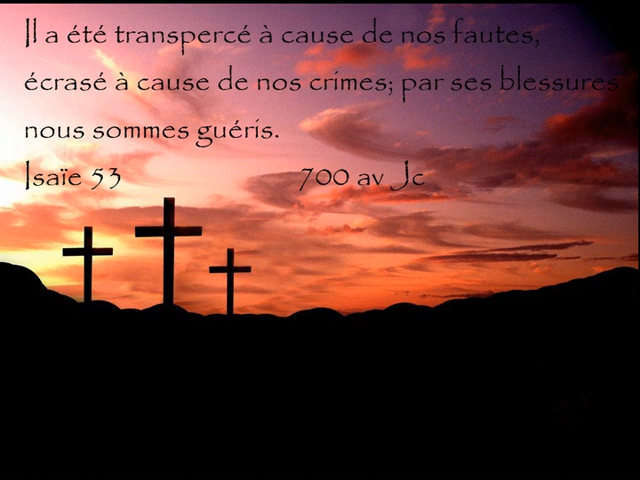 Il a été transpercé à cause de nos fautes,
écrasé à cause de nos crimes; par ses blessures
nous sommes guéris.
Isaïe 53 700 av Jc